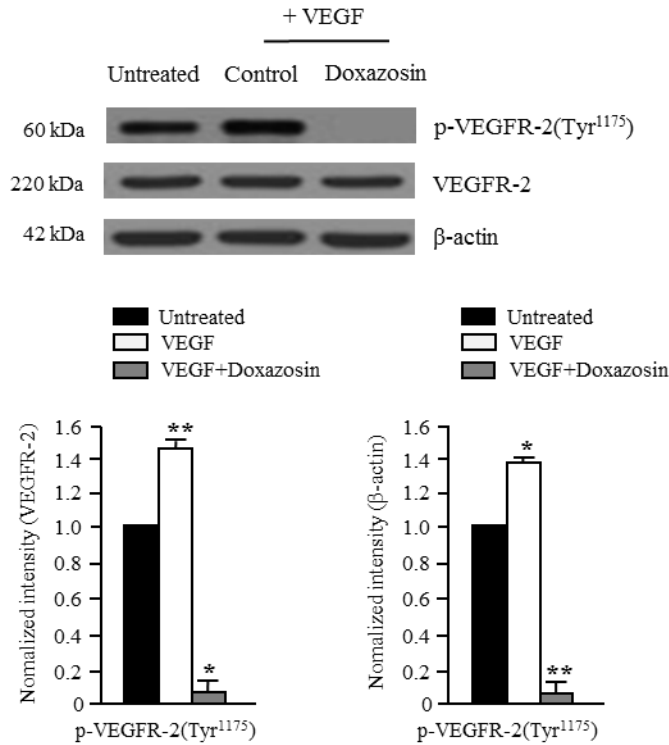 + VEGF
Untreated Control Doxazosin
60 kDa p-VEGFR-2(Tyr¹¹⁷⁵)
220 kDa VEGFR-2
42 kDa β-actin
Untreated
VEGF
VEGF+Doxazosin
Nomalized intensity (VEGFR-2)
1.6
1.4
1.2
1.0
0.8
0.6
0.4
0.2
0
**
*
p-VEGFR-2(Tyr¹¹⁷⁵)
Untreated
VEGF
VEGF+Doxazosin
Nomalized intensity (β-actin)
1.6
1.4
1.2
1.0
0.8
0.6
0.4
0.2
0
*
**
p-VEGFR-2(Tyr¹¹⁷⁵)